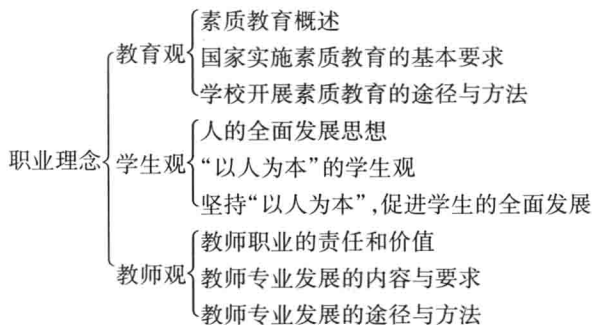 素质教育概述
教育观
国家实施素质教育的基本要求
学校开展素质教育的途径与方法
人的全面发展思想
职业理念
学生观
“以人为本”的学生观
坚持“以人为本”,促进学生的全面发展
教师职业的责任和价值
教师观
教师专业发展的内容与要求
教师专业发展的途径与方法